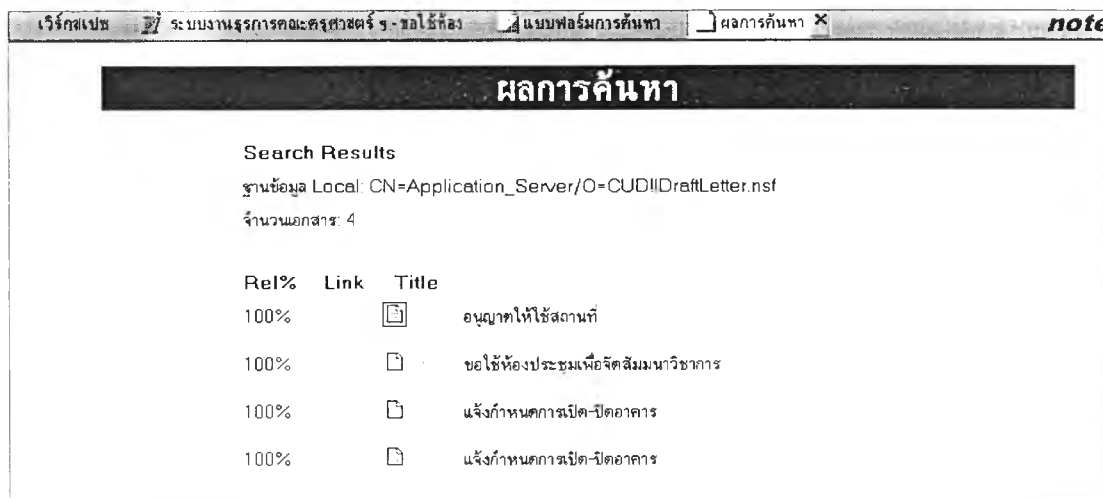 เวิร์กสเปซ ระบบงานธุรการคณะครุศาสตร์ ฯ - ขอใช้ห้อง แบบฟอร์มการค้นหา ผลการค้นหา × note
ผลการค้นหา
Search Results
ฐานข้อมูล Local: CN=Application_Server/O=CUDI!!DraftLetter.nsf
จำนวนเอกสาร: 4
Rel% Link Title
100% อนุญาตให้ใช้สถานที่
100% ขอใช้ห้องประชุมเพื่อจัดสัมมนาวิชาการ
100% แจ้งกำหนดการเปิด-ปิดอาคาร
100% แจ้งกำหนดการเปิด-ปิดอาคาร